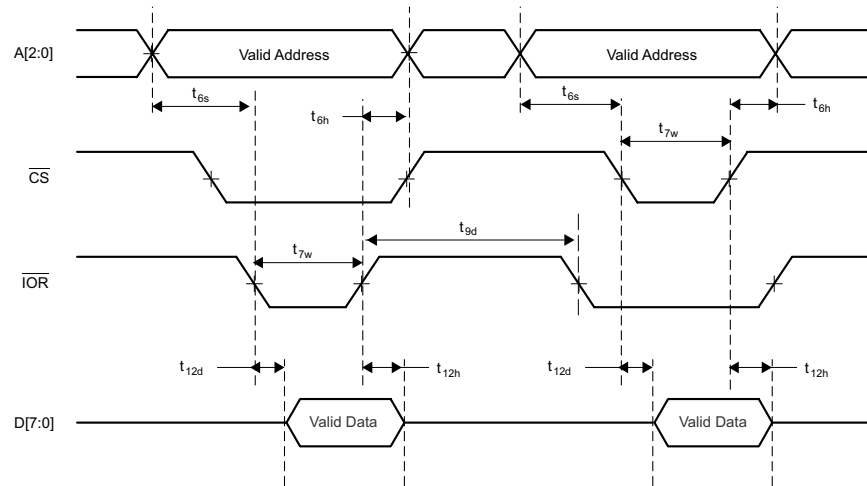 A[2:0] Valid Address Valid Address
t6s t6h t6s t6h
t7w
CS
t9d
t7w
IOR
t12d t12h t12d t12h
D[7:0] Valid Data Valid Data